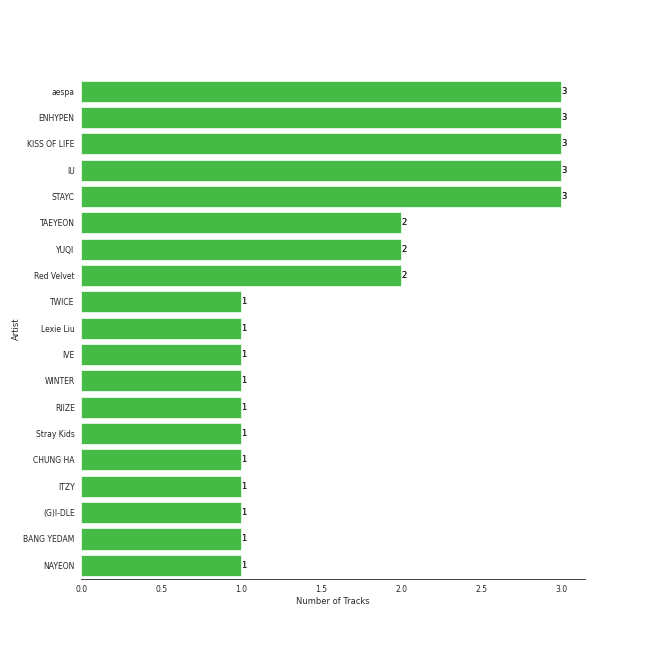 aespa 3
ENHYPEN 3
KISS OF LIFE 3
IU 3
STAYC 3
TAEYEON 2
YUQI 2
Red Velvet 2
TWICE 1
Lexie Liu 1
IVE 1
WINTER 1
RIIZE 1
Stray Kids 1
CHUNG HA 1
ITZY 1
(G)I-DLE 1
BANG YEDAM 1
NAYEON 1
Artist
0.0 0.5 1.0 1.5 2.0 2.5 3.0
Number of Tracks